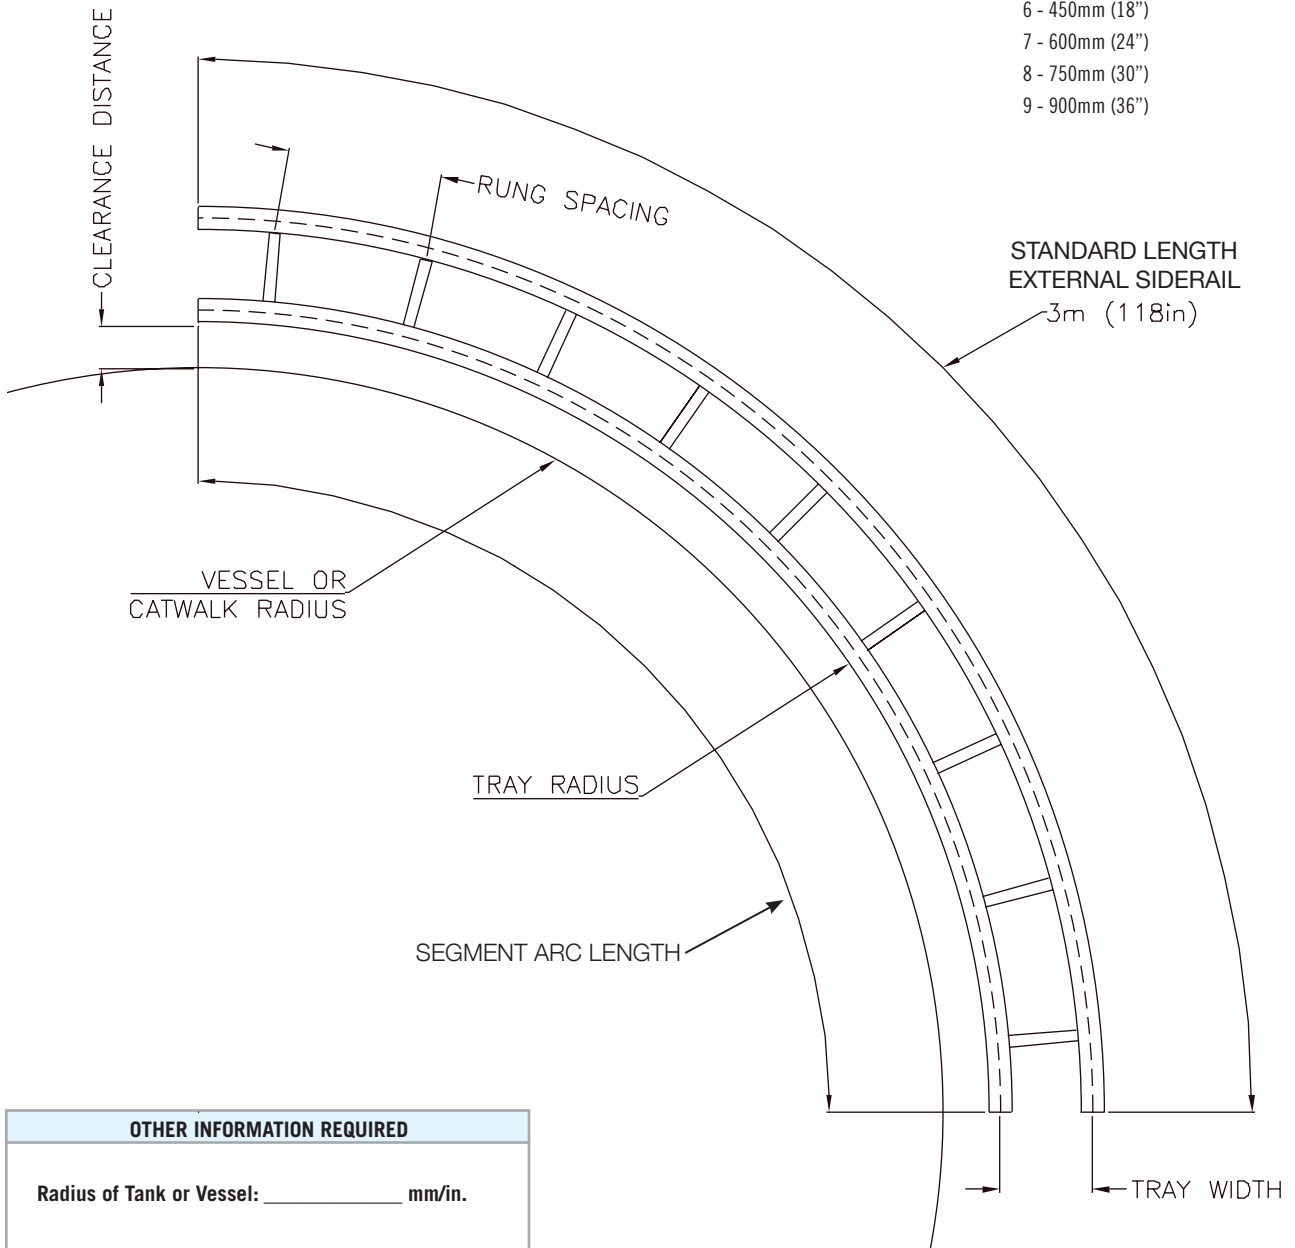 6 - 450mm (18”)
7 - 600mm (24”)
8 - 750mm (30”)
9 - 900mm (36”)
CLEARANCE DISTANCE
RUNG SPACING
STANDARD LENGTH
EXTERNAL SIDERAIL
3m (118in)
VESSEL OR
CATWALK RADIUS
TRAY RADIUS
SEGMENT ARC LENGTH
OTHER INFORMATION REQUIRED
Radius of Tank or Vessel: ______________ mm/in.
TRAY WIDTH